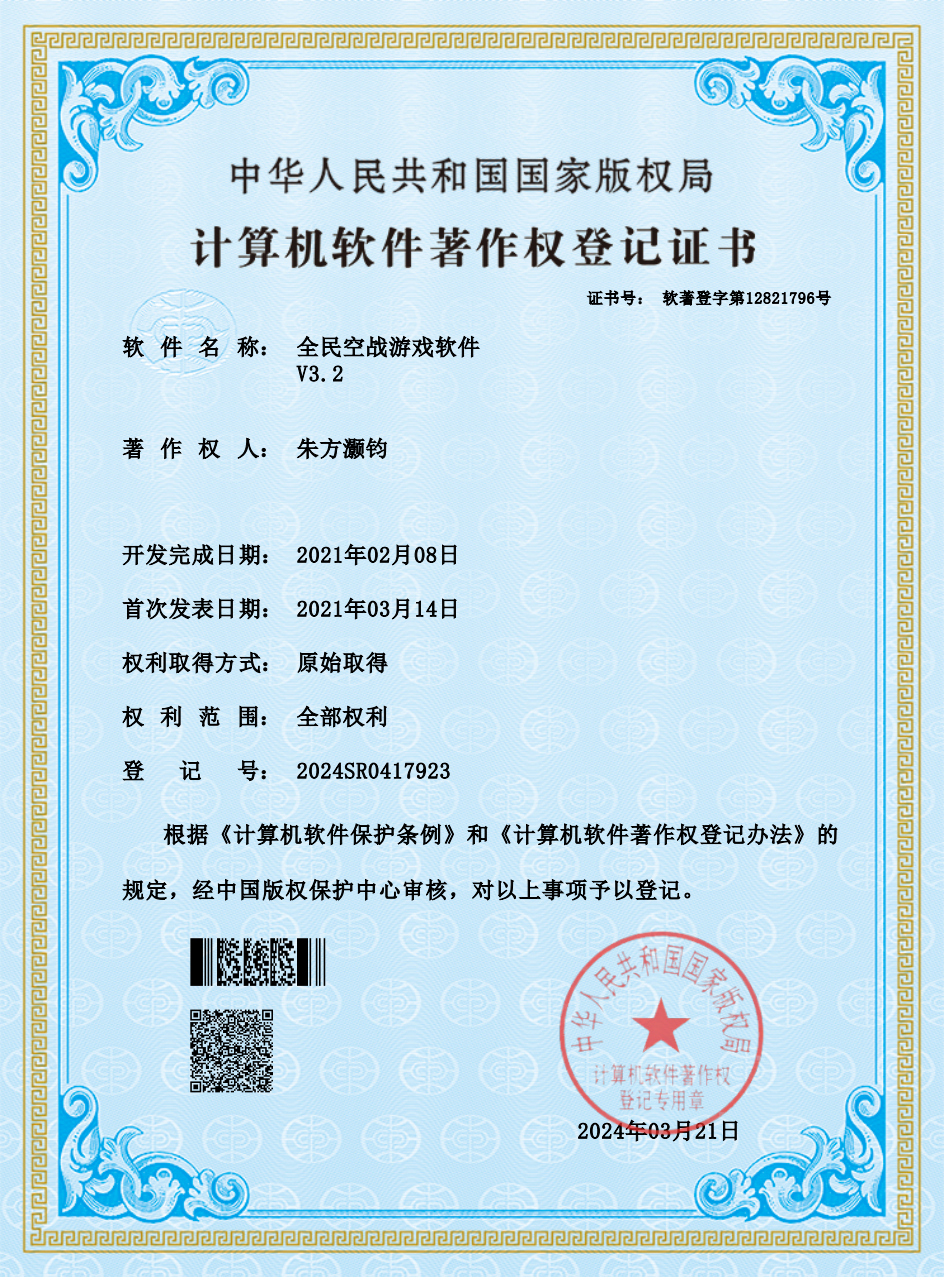 中华人民共和国国家版权局
计算机软件著作权登记证书
证书号： 软著登字第12821796号
软件名称： 全民空战游戏软件
V3.2
著作权人： 朱方灏钧
开发完成日期： 2021年02月08日
首次发表日期： 2021年03月14日
权利取得方式： 原始取得
权利范围： 全部权利
登记号： 2024SR0417923
根据《计算机软件保护条例》和《计算机软件著作权登记办法》的
规定，经中国版权保护中心审核，对以上事项予以登记。
中华人民共和国国家版权局
计算机软件著作权
登记专用章
2024年03月21日